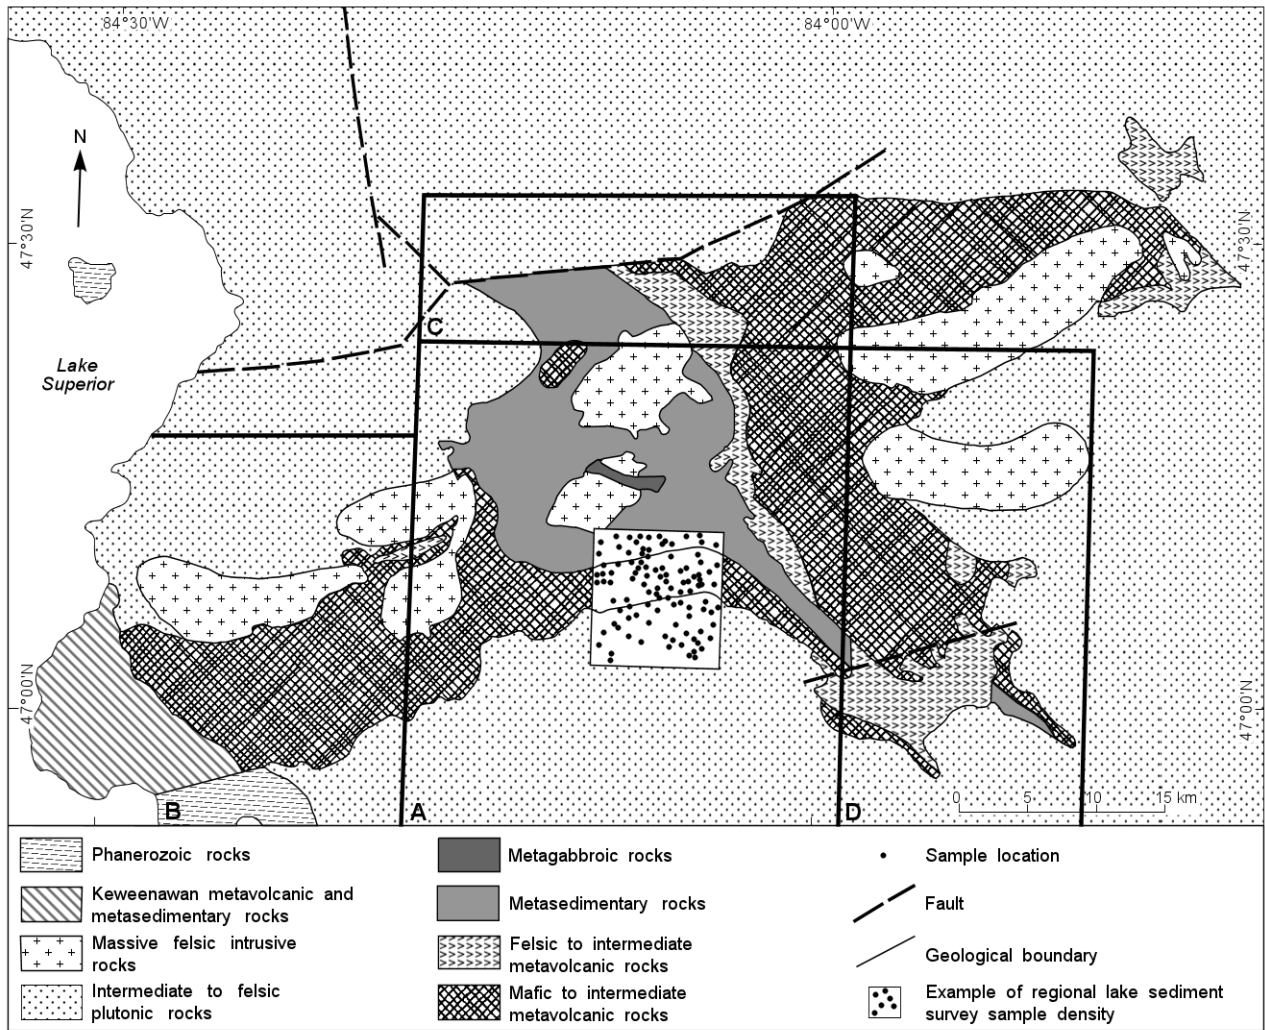 84°30'W
84°00'W
N
47°30'N
47°30'N
C
Lake
Superior
47°00'N
47°00'N
B
A
D
0 5 10 15 km
Phanerozoic rocks
Keweenawan metavolcanic and
metasedimentary rocks
Massive felsic intrusive
rocks
Intermediate to felsic
plutonic rocks
Metagabbroic rocks
Metasedimentary rocks
Felsic to intermediate
metavolcanic rocks
Mafic to intermediate
metavolcanic rocks
Sample location
Fault
Geological boundary
Example of regional lake sediment
survey sample density